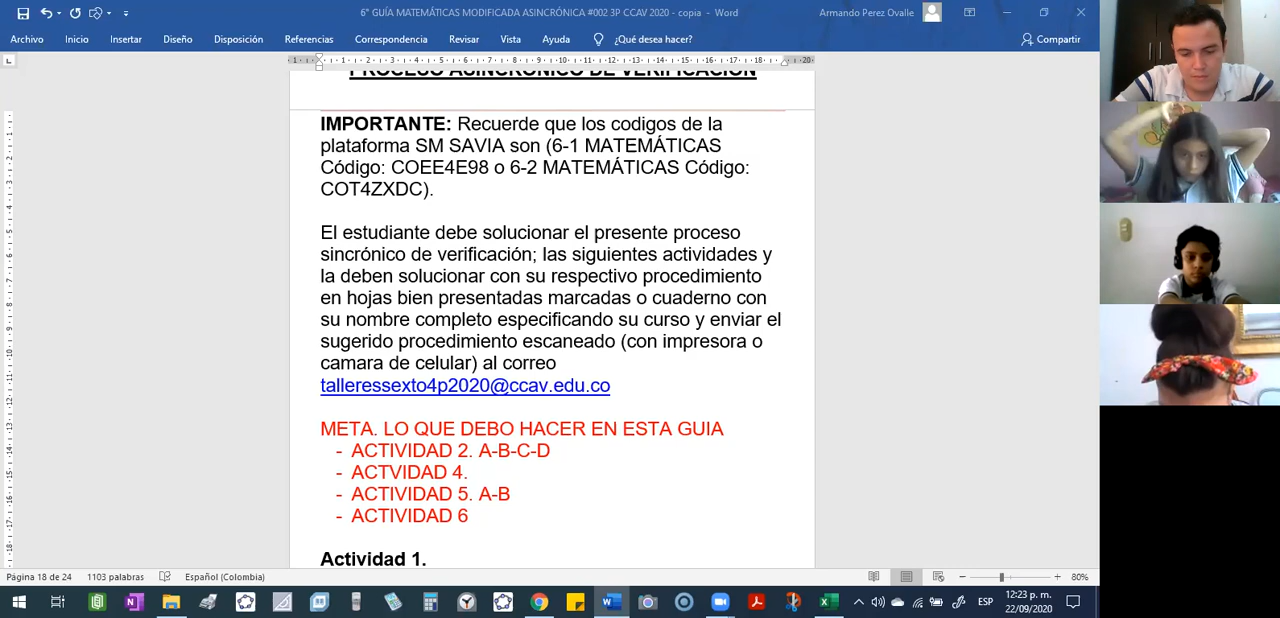 6° GUÍA MATEMÁTICAS MODIFICADA ASINCRÓNICA #002 3P CCAV 2020 - copia - Word
Armando Perez Ovalle
Archivo Inicio Insertar Diseño Disposición Referencias Correspondencia Revisar Vista Ayuda ¿Qué desea hacer? Compartir
PROCESO ASINCRÓNICO DE VERIFICACIÓN
IMPORTANTE: Recuerde que los codigos de la
plataforma SM SAVIA son (6-1 MATEMÁTICAS
Código: COEE4E98 o 6-2 MATEMÁTICAS Código:
COT4ZXDC).
El estudiante debe solucionar el presente proceso
sincrónico de verificación; las siguientes actividades y
la deben solucionar con su respectivo procedimiento
en hojas bien presentadas marcadas o cuaderno con
su nombre completo especificando su curso y enviar el
sugerido procedimiento escaneado (con impresora o
camara de celular) al correo
talleressexto4p2020@ccav.edu.co
META. LO QUE DEBO HACER EN ESTA GUIA
- ACTIVIDAD 2. A-B-C-D
- ACTVIDAD 4.
- ACTIVIDAD 5. A-B
- ACTIVIDAD 6
Actividad 1.
Página 18 de 24 1103 palabras Español (Colombia) 80%
ESP
12:23 p. m.
22/09/2020